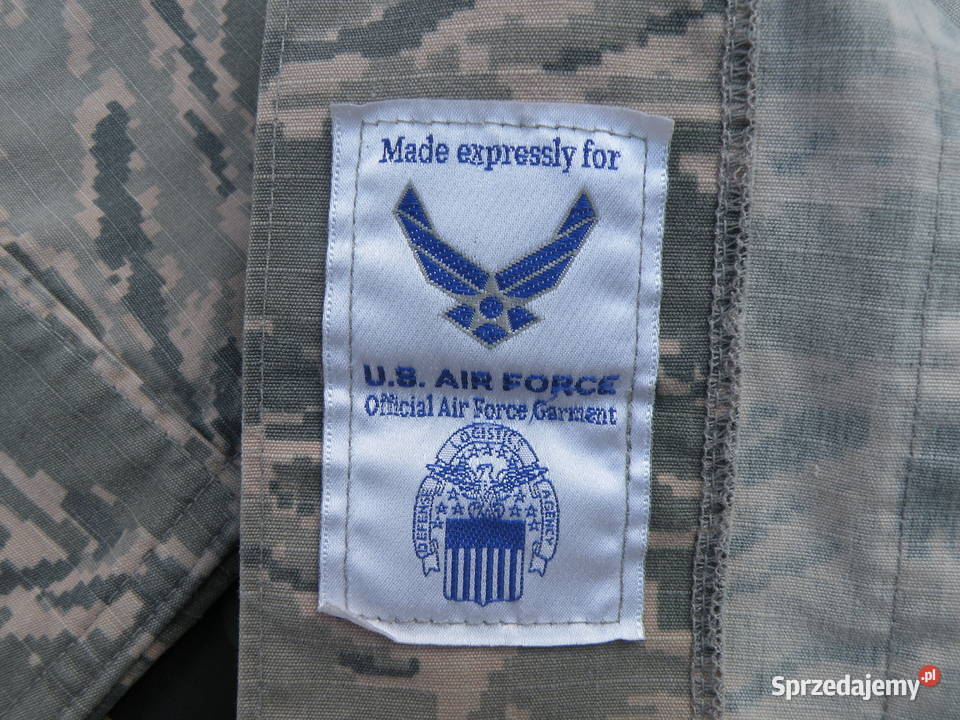 Made expressly for
U.S. AIR FORCE
Official Air Force Garment
LOGISTICS
DEFENSE
AGENCY
Sprzedajemy.pl